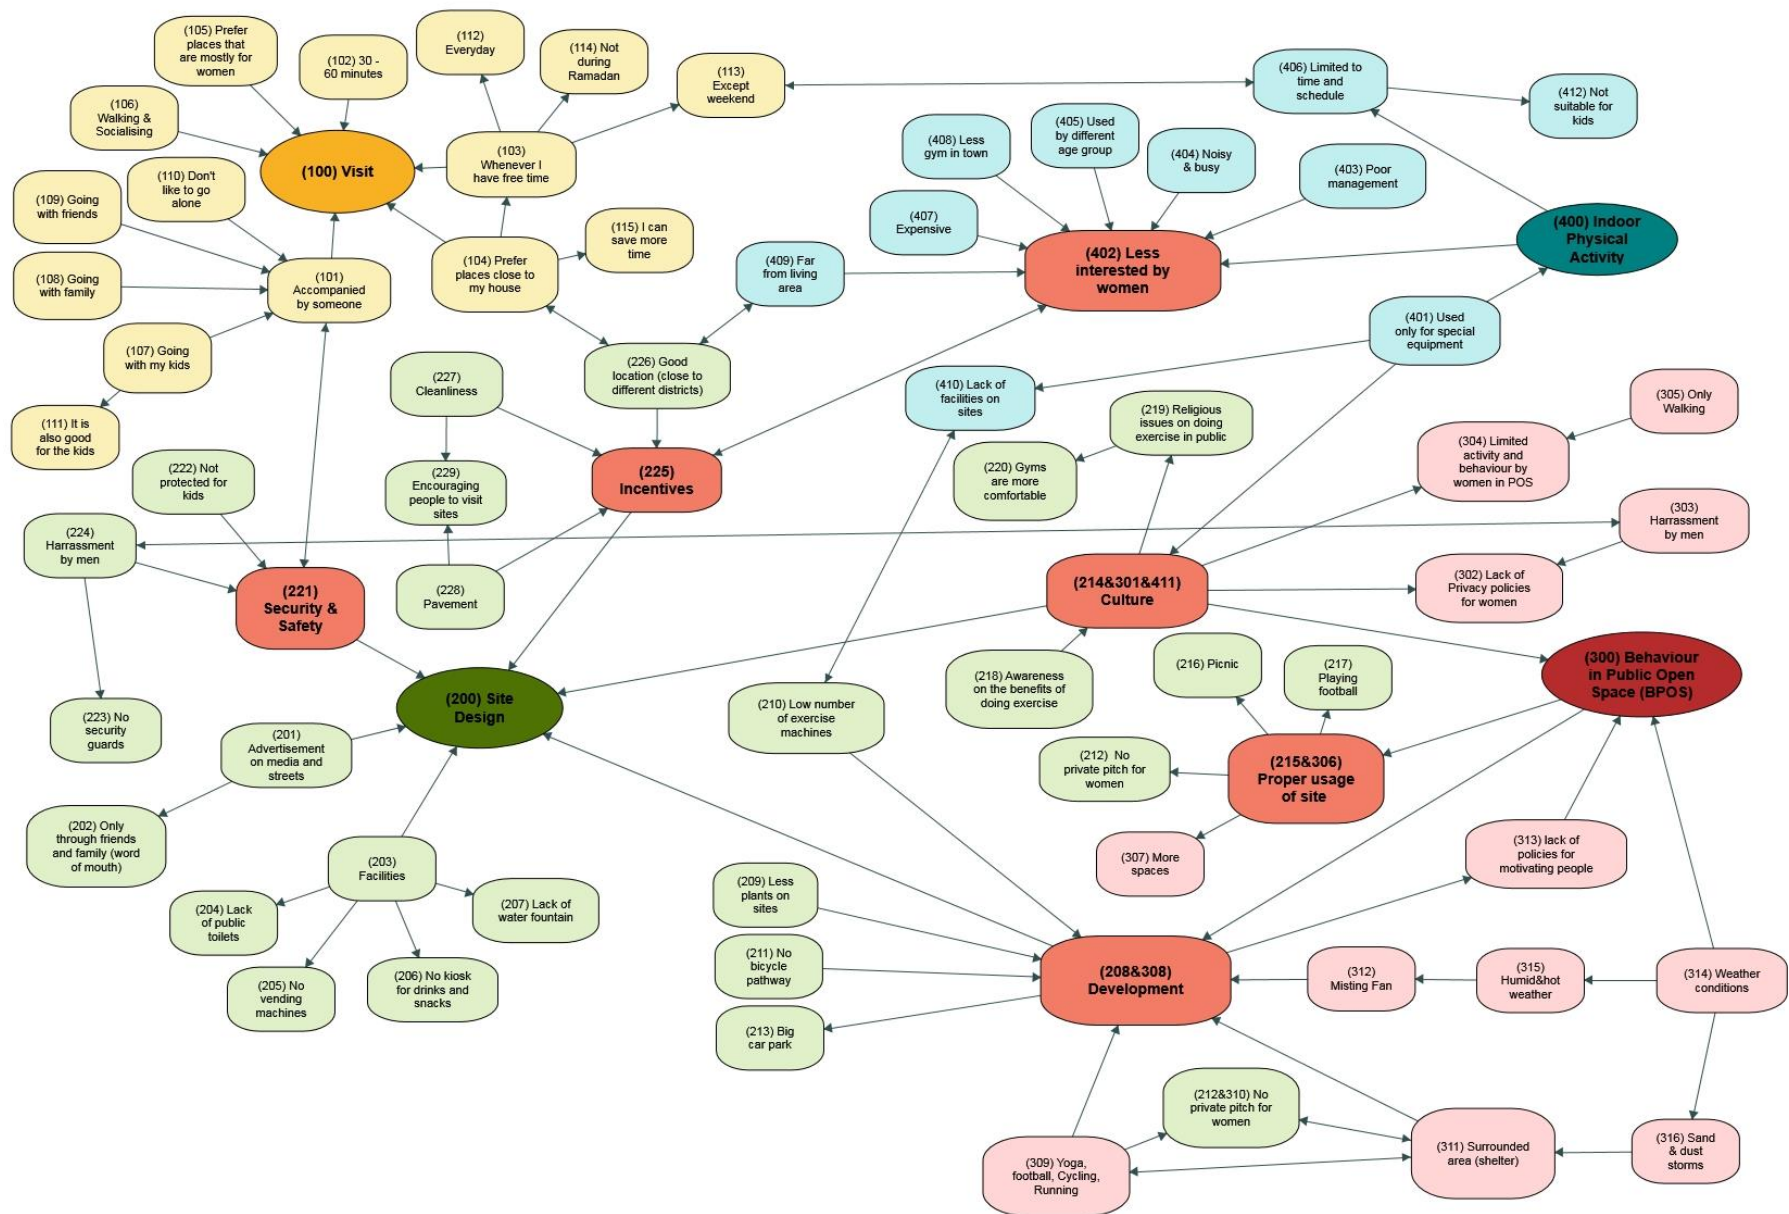 (105) Prefer
places that
are mostly for
women
(102) 30 -
60 minutes
(112)
Everyday
(114) Not
during
Ramadan
(113)
Except
weekend
(406) Limited to
time and
schedule
(412) Not
suitable for
kids
(106)
Walking &
Socialising
(100) Visit
(103)
Whenever I
have free time
(408) Less
gym in town
(405) Used
by different
age group
(404) Noisy
& busy
(403) Poor
management
(110) Don't
like to go
alone
(109) Going
with friends
(407)
Expensive
(400) Indoor
Physical
Activity
(115) I can
save more
time
(104) Prefer
places close to
my house
(409) Far
from living
area
(402) Less
interested by
women
(108) Going
with family
(101)
Accompanied
by someone
(401) Used
only for special
equipment
(107) Going
with my kids
(226) Good
location (close to
different districts)
(227)
Cleanliness
(410) Lack of
facilities on
sites
(219) Religious
issues on doing
exercise in public
(305) Only
Walking
(111) It is
also good
for the kids
(304) Limited
activity and
behaviour by
women in POS
(222) Not
protected for
kids
(229)
Encouraging
people to visit
sites
(225)
Incentives
(220) Gyms
are more
comfortable
(224)
Harrassment
by men
(303)
Harrassment
by men
(221)
Security &
Safety
(228)
Pavement
(214&301&411)
Culture
(302) Lack of
Privacy policies
for women
(218) Awareness
on the benefits of
doing exercise
(216) Picnic
(217)
Playing
football
(300) Behaviour
in Public Open
Space (BPOS)
(200) Site
Design
(210) Low number
of exercise
machines
(223) No
security
guards
(201)
Advertisement
on media and
streets
(212) No
private pitch for
women
(215&306)
Proper usage
of site
(202) Only
through friends
and family (word
of mouth)
(203)
Facilities
(307) More
spaces
(313) lack of
policies for
motivating people
(204) Lack
of public
toilets
(207) Lack of
water fountain
(209) Less
plants on
sites
(205) No
vending
machines
(206) No kiosk
for drinks and
snacks
(211) No
bicycle
pathway
(208&308)
Development
(312)
Misting Fan
(315)
Humid&hot
weather
(314) Weather
conditions
(213) Big
car park
(212&310) No
private pitch for
women
(309) Yoga,
football, Cycling,
Running
(311) Surrounded
area (shelter)
(316) Sand
& dust
storms